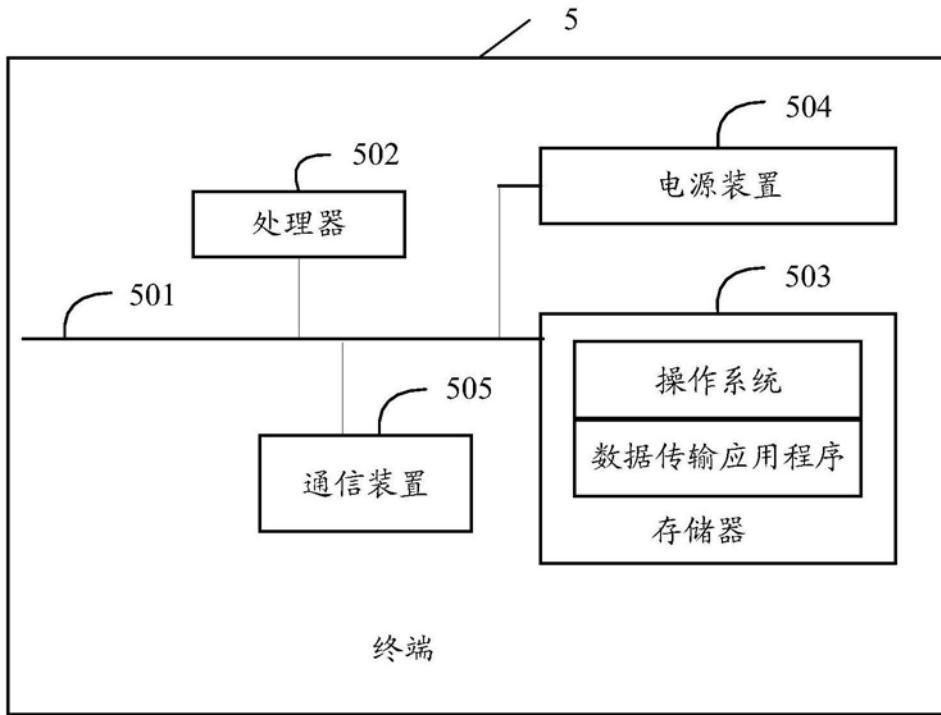 5
504
电源装置
502
处理器
503
501
操作系统
505
数据传输应用程序
通信装置
存储器
终端